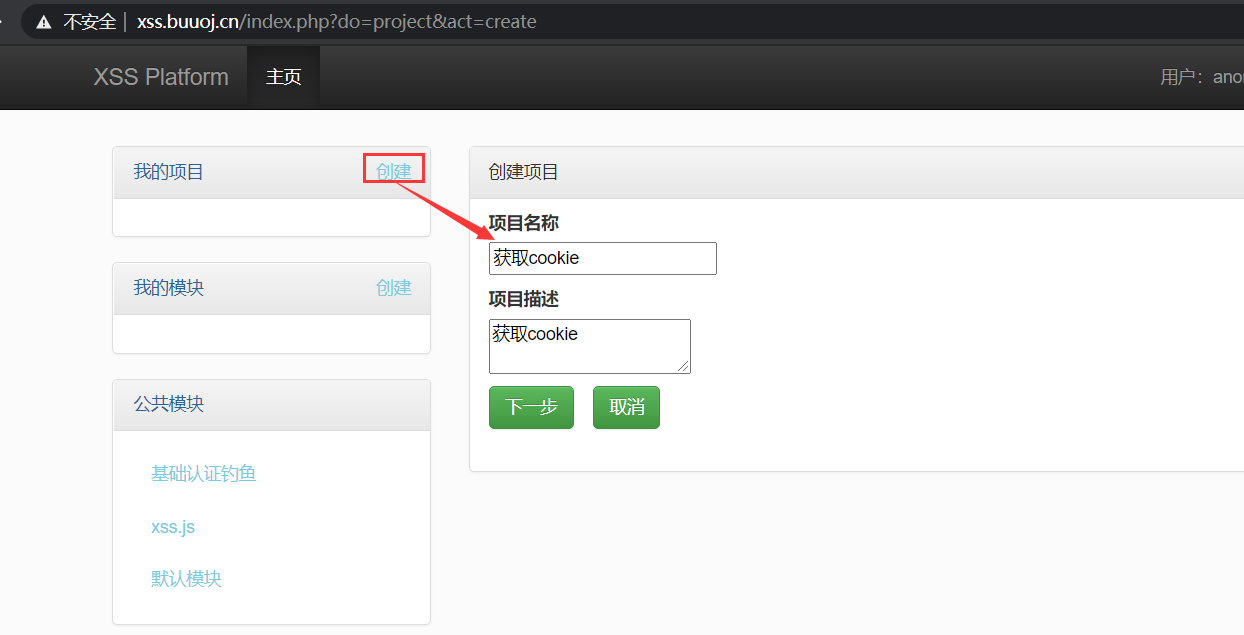 不安全 | xss.buuoj.cn/index.php?do=project&act=create
XSS Platform 主页 用户：
我的项目 创建
我的模块 创建
公共模块
基础认证钓鱼
xss.js
默认模块
创建项目
项目名称
获取cookie
项目描述
获取cookie
下一步 取消